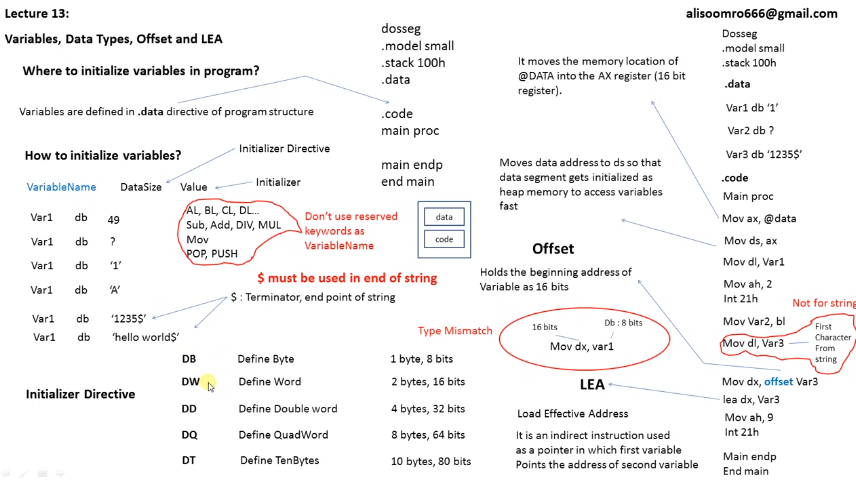 Lecture 13:
alisoomro666@gmail.com
Variables, Data Types, Offset and LEA
Where to initialize variables in program?
Variables are defined in .data directive of program structure
dosseg
.model small
.stack 100h
.data
.code
main proc
main endp
end main
How to initialize variables?
Initializer Directive
VariableName DataSize Value
Initializer
Var1 db 49
Var1 db ?
Var1 db '1'
Var1 db 'A'
Var1 db '1235$'
Var1 db 'hello world$'
AL, BL, CL, DL...
Sub, Add, DIV, MUL
Mov
POP, PUSH
Don't use reserved
keywords as
VariableName
$ must be used in end of string
$ : Terminator, end point of string
data
code
Initializer Directive
DB Define Byte 1 byte, 8 bits
DW Define Word 2 bytes, 16 bits
DD Define Double word 4 bytes, 32 bits
DQ Define QuadWord 8 bytes, 64 bits
DT Define TenBytes 10 bytes, 80 bits
It moves the memory location of
@DATA into the AX register (16 bit
register).
Moves data address to ds so that
data segment gets initialized as
heap memory to access variables
fast
Offset
Holds the beginning address of
Variable as 16 bits
Type Mismatch
16 bits
Db : 8 bits
Mov dx, var1
LEA
Load Effective Address
It is an indirect instruction used
as a pointer in which first variable
Points the address of second variable
Dosseg
.model small
.stack 100h
.data
Var1 db '1'
Var2 db ?
Var3 db '1235$'
.code
Main proc
Mov ax, @data
Mov ds, ax
Mov dl, Var1
Mov ah, 2
Int 21h
Mov Var2, bl
Mov dl, Var3
Not for string
First
Character
From
string
Mov dx, offset Var3
lea dx, Var3
Mov ah, 9
Int 21h
Main endp
End main